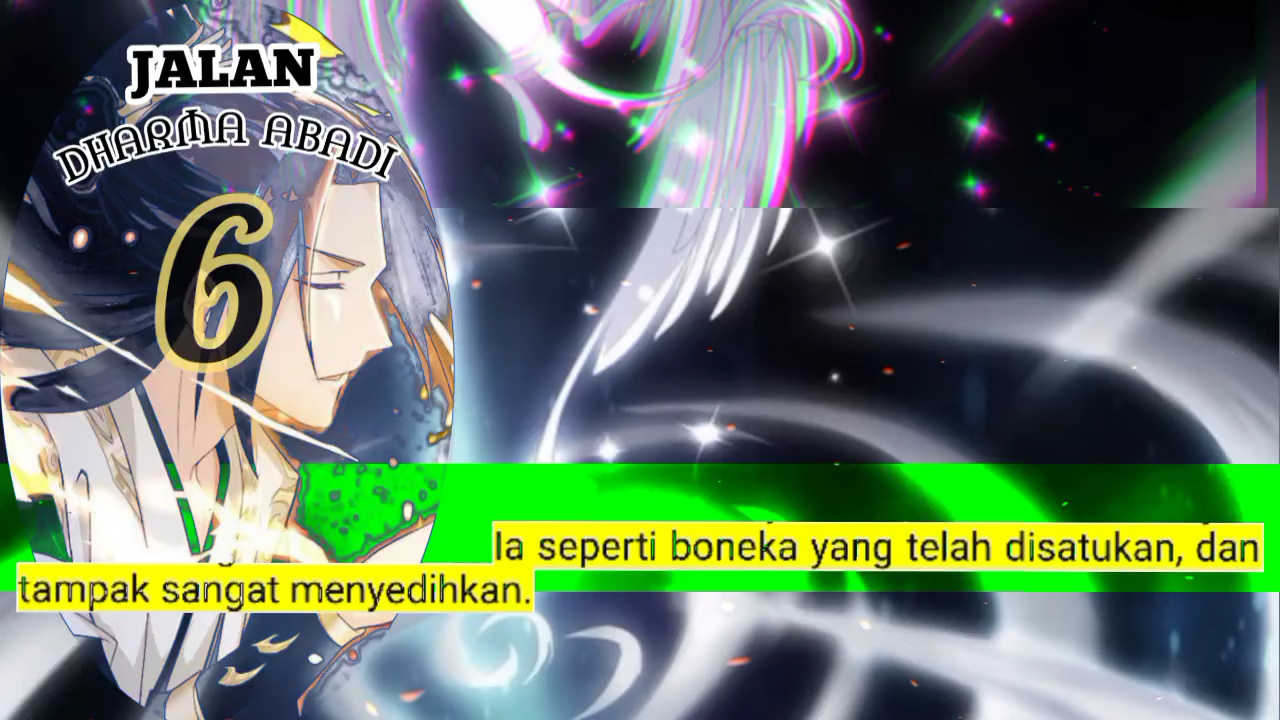 JALAN
DHARMA ABADI
6
Ia seperti boneka yang telah disatukan, dan
tampak sangat menyedihkan.